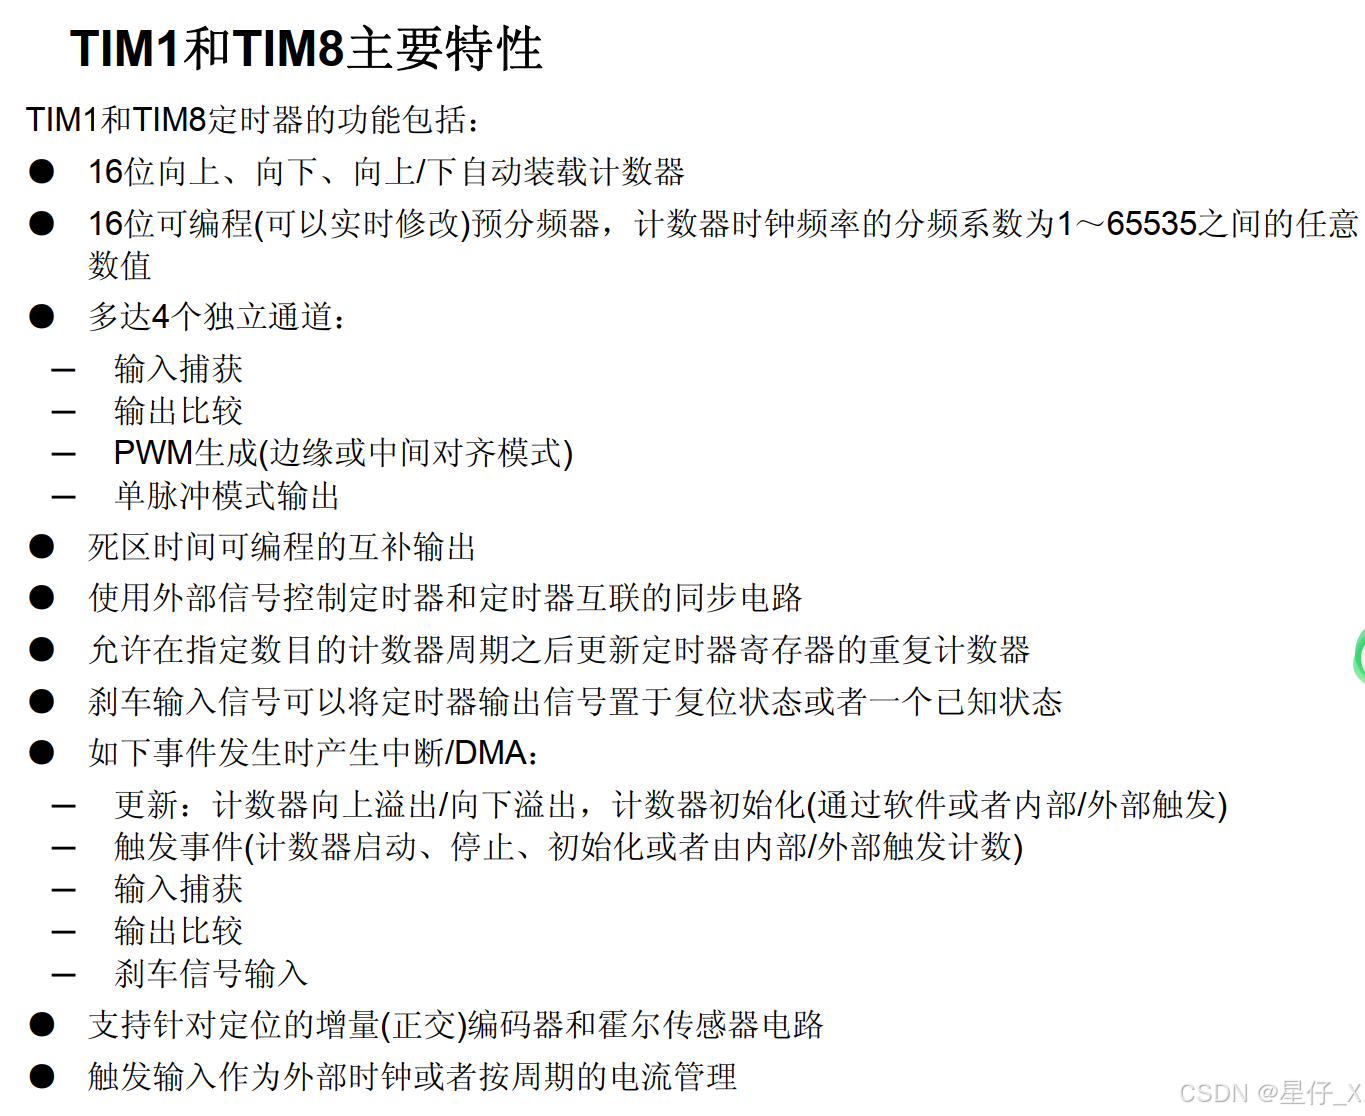 TIM1和TIM8主要特性
TIM1和TIM8定时器的功能包括：
● 16位向上、向下、向上/下自动装载计数器
● 16位可编程(可以实时修改)预分频器，计数器时钟频率的分频系数为1～65535之间的任意
数值
● 多达4个独立通道：
─ 输入捕获
─ 输出比较
─ PWM生成(边缘或中间对齐模式)
─ 单脉冲模式输出
● 死区时间可编程的互补输出
● 使用外部信号控制定时器和定时器互联的同步电路
● 允许在指定数目的计数器周期之后更新定时器寄存器的重复计数器
● 刹车输入信号可以将定时器输出信号置于复位状态或者一个已知状态
● 如下事件发生时产生中断/DMA：
─ 更新：计数器向上溢出/向下溢出，计数器初始化(通过软件或者内部/外部触发)
─ 触发事件(计数器启动、停止、初始化或者由内部/外部触发计数)
─ 输入捕获
─ 输出比较
─ 刹车信号输入
● 支持针对定位的增量(正交)编码器和霍尔传感器电路
● 触发输入作为外部时钟或者按周期的电流管理
CSDN @星仔_X